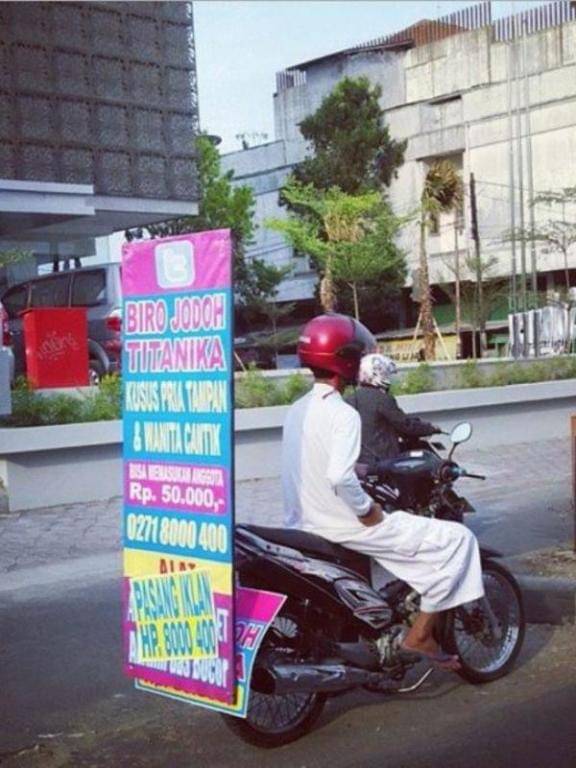 BIRO JODOH
TITANIKA
KUSUS PRIA TAMPAN
& WANITA CANTIK
BISA MEMASUKAN ANGGOTA
Rp. 50.000,-
0271 8000 400
ALAT
PASANG IKLAN
HP. 8000 400